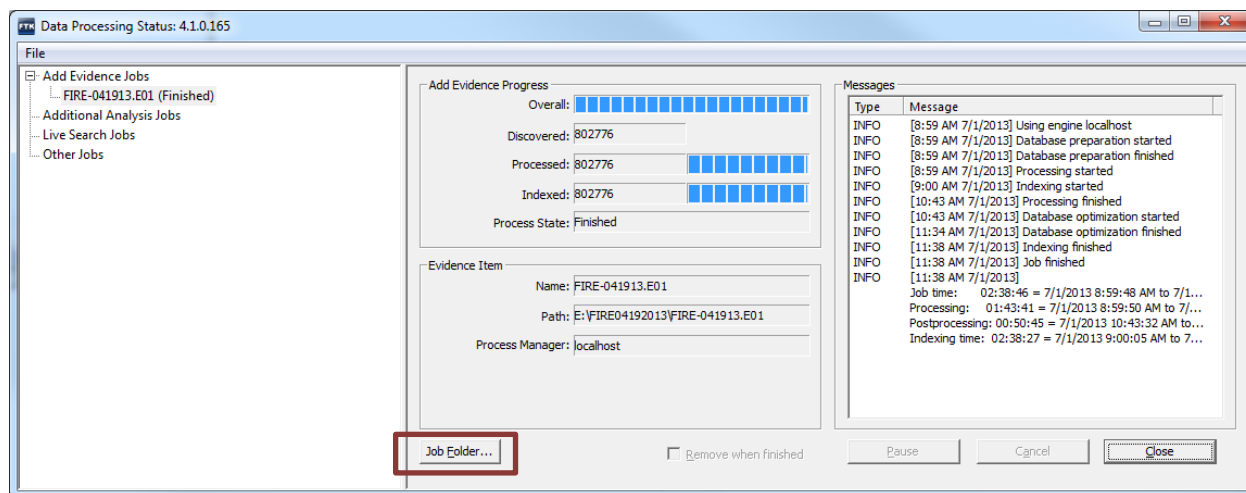 FTK Data Processing Status: 4.1.0.165
File
Add Evidence Jobs
FIRE-041913.E01 (Finished)
Additional Analysis Jobs
Live Search Jobs
Other Jobs
Add Evidence Progress
Overall:
Discovered: 802776
Processed: 802776
Indexed: 802776
Process State: Finished
Evidence Item
Name: FIRE-041913.E01
Path: E:\FIRE04192013\FIRE-041913.E01
Process Manager: localhost
Job Folder...
Remove when finished
Messages
Type Message
INFO [8:59 AM 7/1/2013] Using engine localhost
INFO [8:59 AM 7/1/2013] Database preparation started
INFO [8:59 AM 7/1/2013] Database preparation finished
INFO [8:59 AM 7/1/2013] Processing started
INFO [9:00 AM 7/1/2013] Indexing started
INFO [10:43 AM 7/1/2013] Processing finished
INFO [10:43 AM 7/1/2013] Database optimization started
INFO [11:34 AM 7/1/2013] Database optimization finished
INFO [11:38 AM 7/1/2013] Indexing finished
INFO [11:38 AM 7/1/2013] Job finished
INFO [11:38 AM 7/1/2013]
Job time: 02:38:46 = 7/1/2013 8:59:48 AM to 7/1...
Processing: 01:43:41 = 7/1/2013 8:59:50 AM to 7/...
Postprocessing: 00:50:45 = 7/1/2013 10:43:32 AM to...
Indexing time: 02:38:27 = 7/1/2013 9:00:05 AM to 7...
Pause Cancel Close